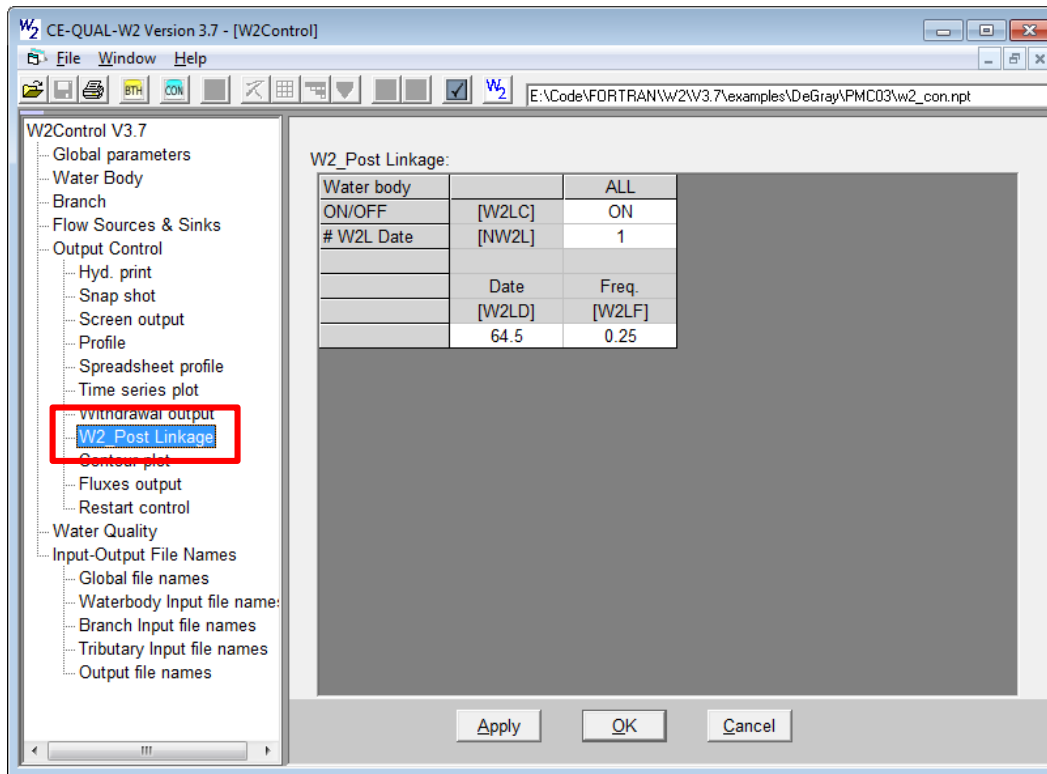 W2 CE-QUAL-W2 Version 3.7 - [W2Control]
File Window Help
BTH CON W2 E:\Code\FORTRAN\W2\V3.7\examples\DeGray\PMC03\w2_con.npt
W2Control V3.7
Global parameters
Water Body
Branch
Flow Sources & Sinks
Output Control
Hyd. print
Snap shot
Screen output
Profile
Spreadsheet profile
Time series plot
Withdrawal output
W2_Post Linkage
Contour plot
Fluxes output
Restart control
Water Quality
Input-Output File Names
Global file names
Waterbody Input file names
Branch Input file names
Tributary Input file names
Output file names
W2_Post Linkage:
Water body ALL
ON/OFF [W2LC] ON
# W2L Date [NW2L] 1
Date Freq.
[W2LD] [W2LF]
64.5 0.25
Apply OK Cancel